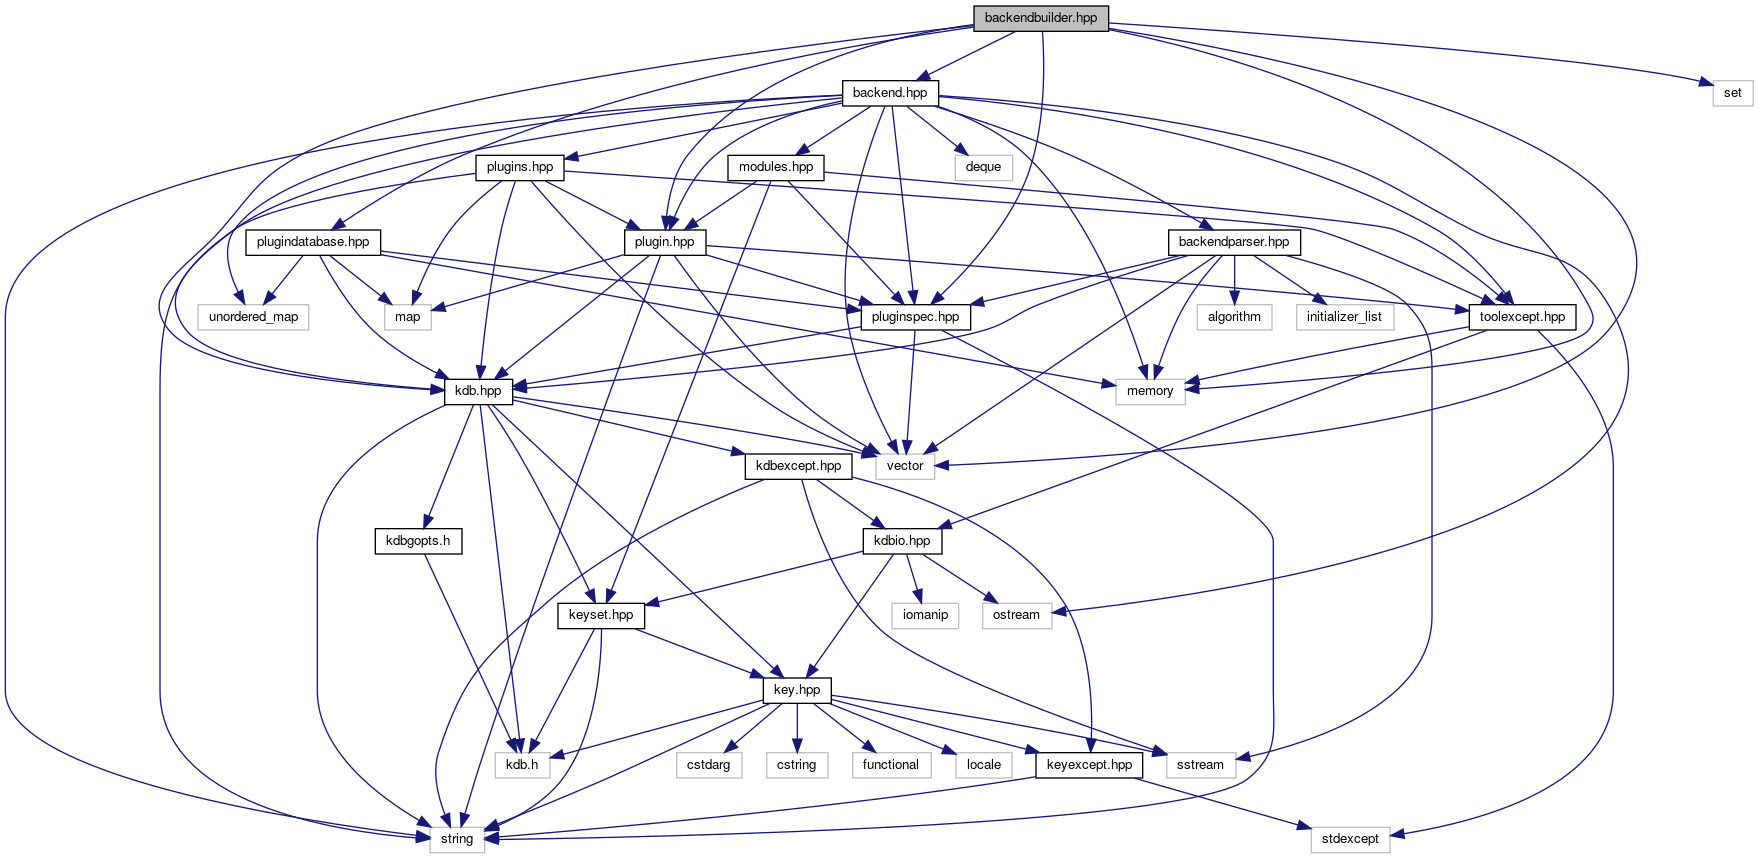 backendbuilder.hpp
backend.hpp
set
plugins.hpp
modules.hpp
deque
plugindatabase.hpp
plugin.hpp
backendparser.hpp
unordered_map
map
pluginspec.hpp
algorithm
initializer_list
toolexcept.hpp
kdb.hpp
memory
kdbexcept.hpp
vector
kdbgopts.h
kdbio.hpp
keyset.hpp
iomanip
ostream
key.hpp
kdb.h
cstdarg
cstring
functional
locale
keyexcept.hpp
sstream
string
stdexcept